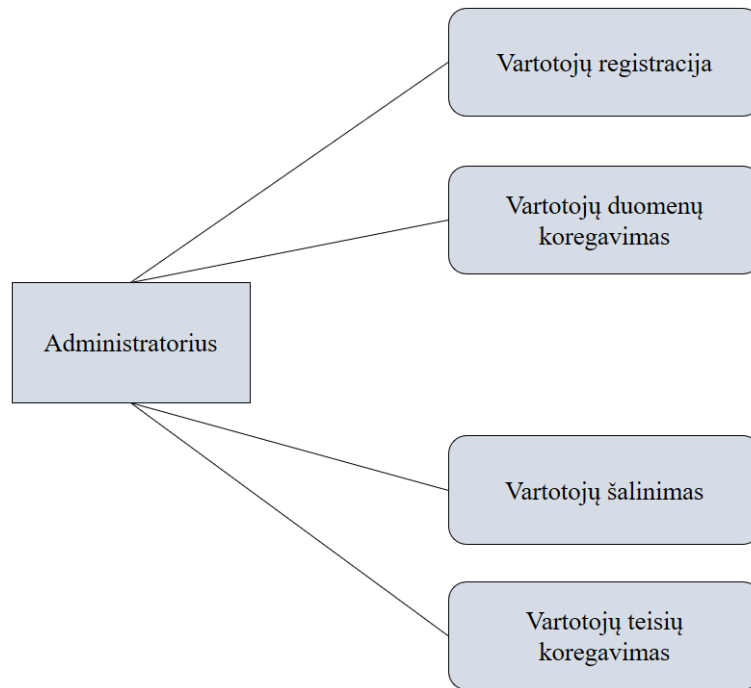 Vartotojų registracija
Vartotojų duomenų
koregavimas
Administratorius
Vartotojų šalinimas
Vartotojų teisių
koregavimas